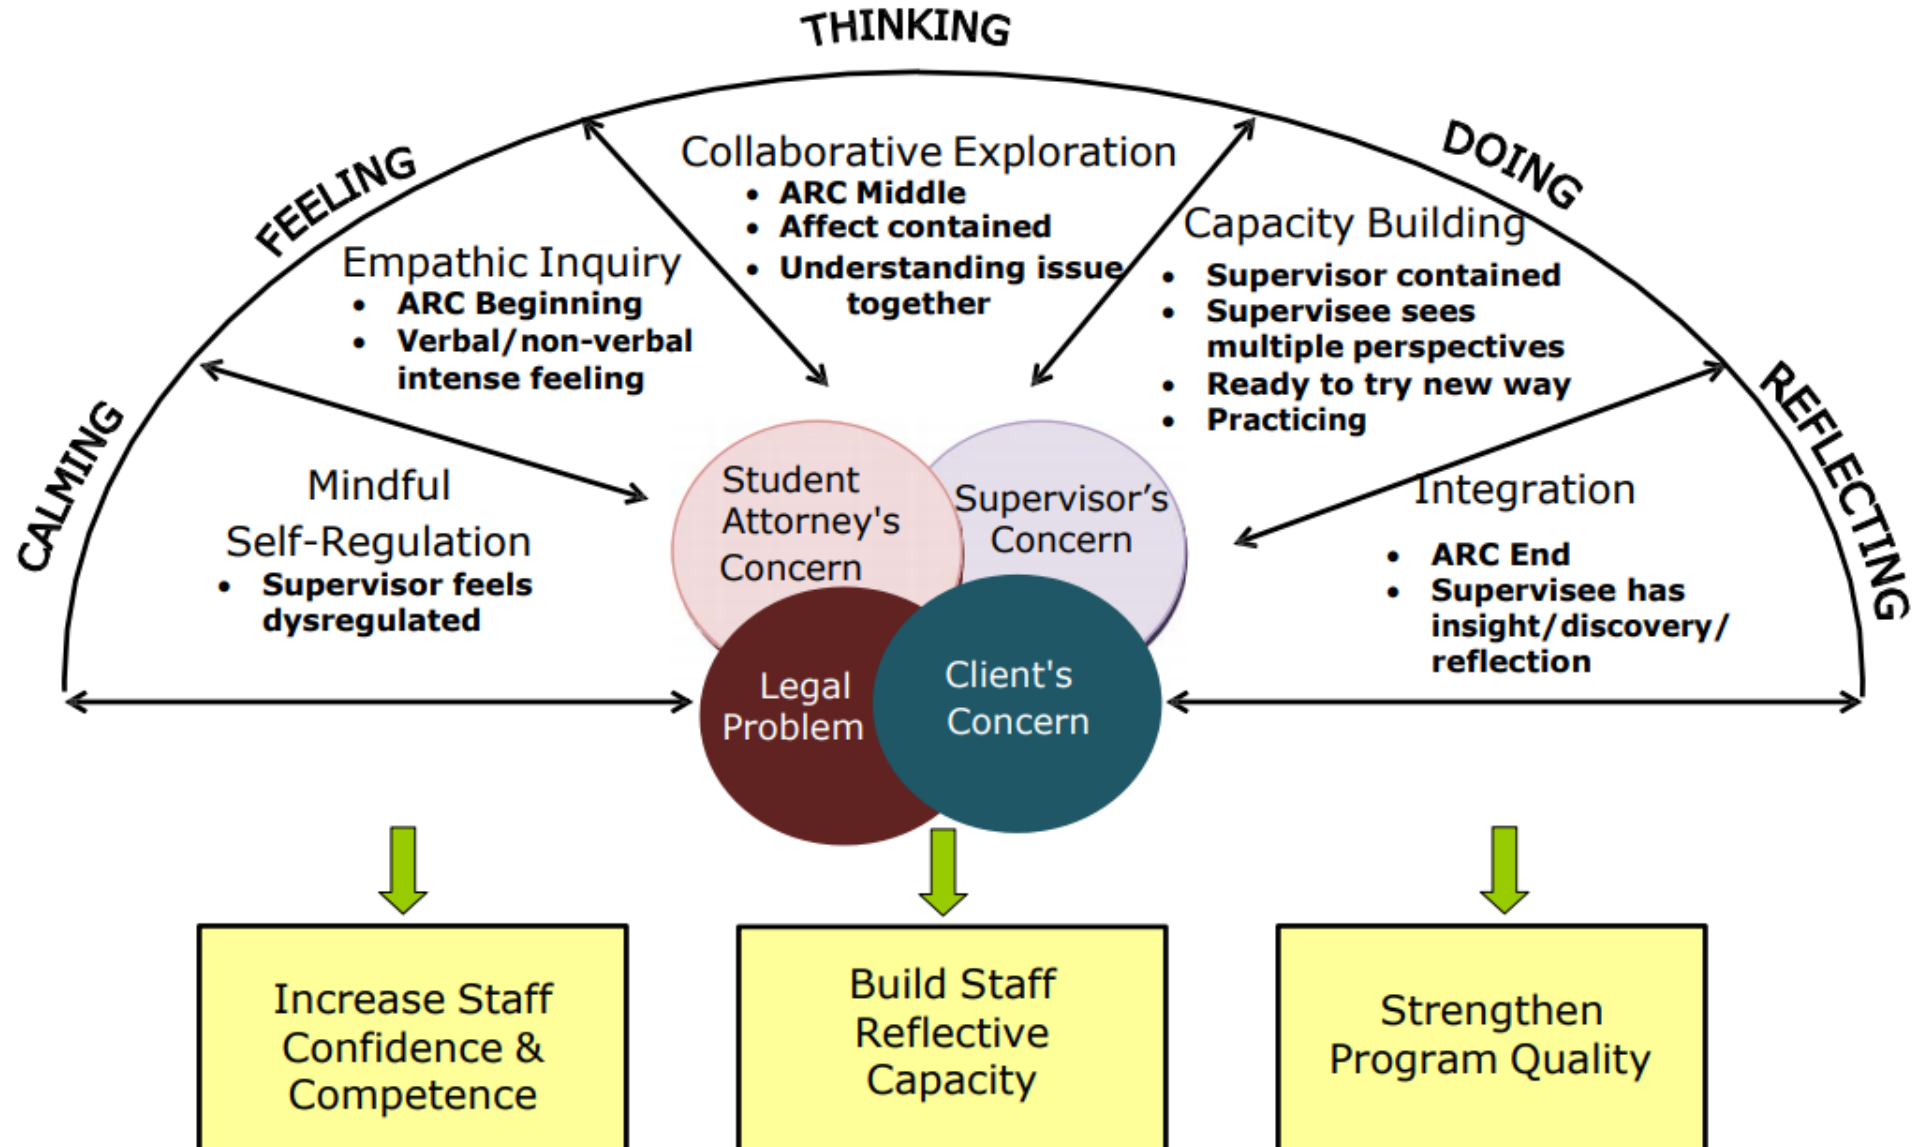 THINKING
FEELING
DOING
CALMING
REFLECTING
Collaborative Exploration
• ARC Middle
• Affect contained
• Understanding issue
together
Empathic Inquiry
• ARC Beginning
• Verbal/non-verbal
intense feeling
Capacity Building
• Supervisor contained
• Supervisee sees
multiple perspectives
• Ready to try new way
• Practicing
Mindful
Self-Regulation
• Supervisor feels
dysregulated
Integration
• ARC End
• Supervisee has
insight/discovery/
reflection
Student
Attorney's
Concern
Supervisor’s
Concern
Legal
Problem
Client's
Concern
Increase Staff
Confidence &
Competence
Build Staff
Reflective
Capacity
Strengthen
Program Quality